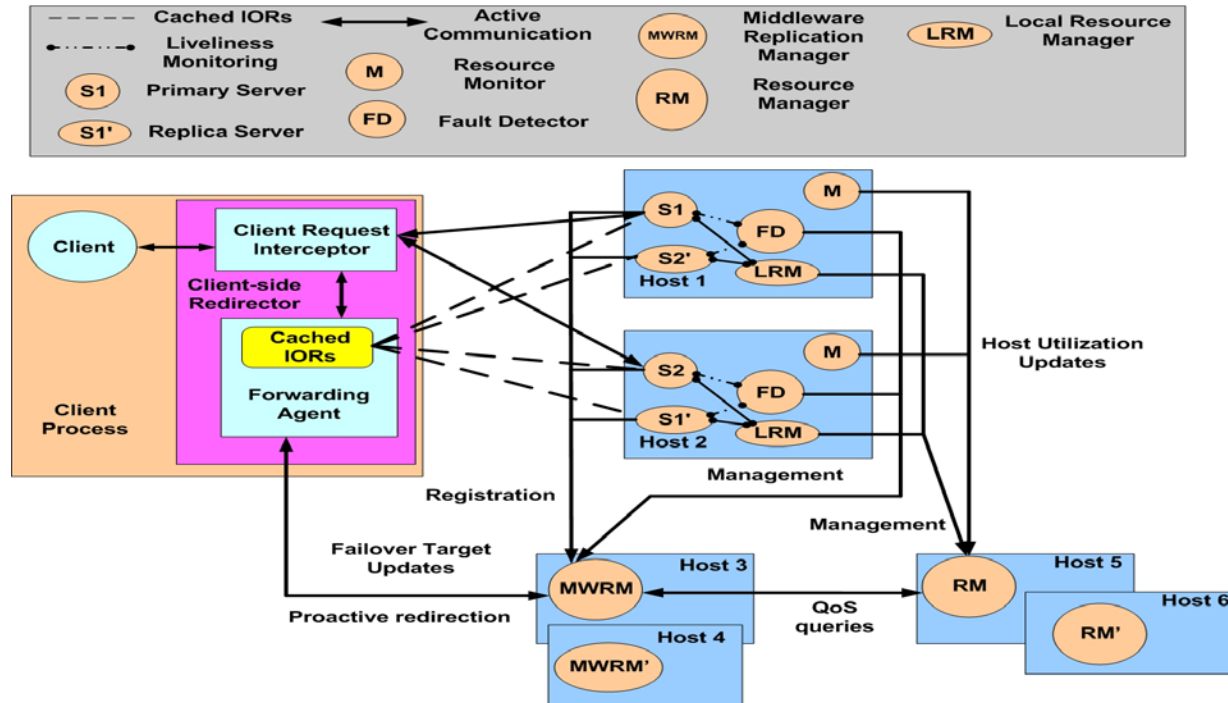 Cached IORs
Active
Communication
Middleware
Replication
Manager
Local Resource
Manager
LRM
MWRM
Liveliness
Monitoring
M
Resource
Monitor
RM
Resource
Manager
S1
Primary Server
FD
Fault Detector
S1'
Replica Server
Client
Client Request
Interceptor
Client-side
Redirector
Cached
IORs
Forwarding
Agent
Client
Process
S1
M
FD
S2'
LRM
Host 1
S2
M
FD
S1'
LRM
Host 2
Host Utilization
Updates
Management
Registration
Management
Failover Target
Updates
Proactive redirection
MWRM
Host 3
QoS
queries
RM
Host 5
Host 4
MWRM'
Host 6
RM’